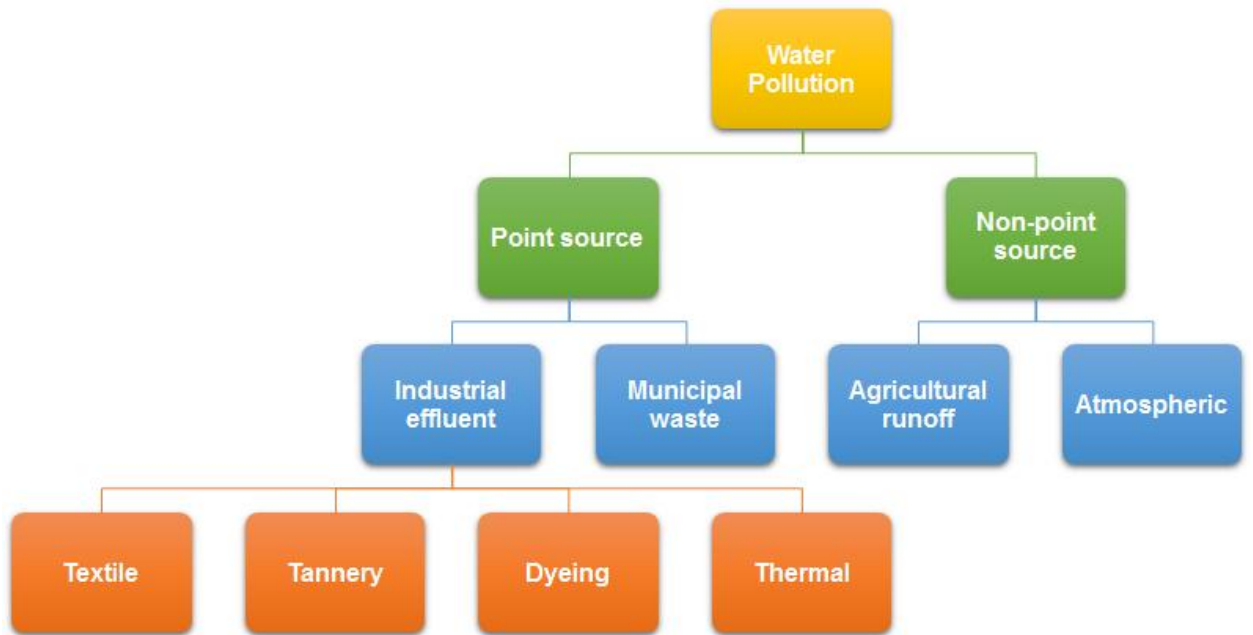 Water
Pollution
Point source
Non-point
source
Industrial
effluent
Municipal
waste
Agricultural
runoff
Atmospheric
Textile
Tannery
Dyeing
Thermal